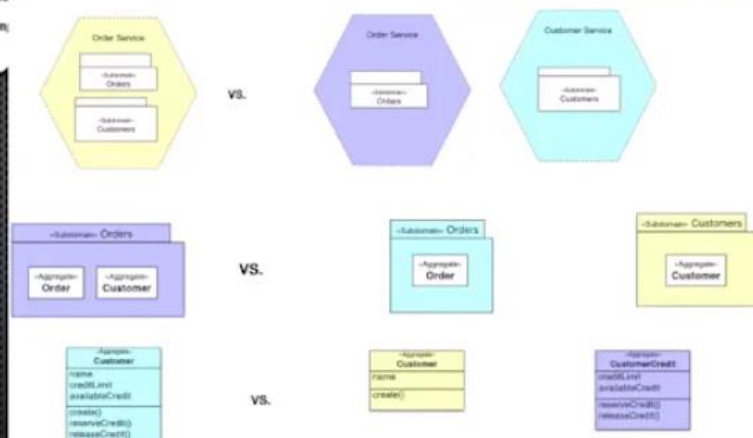 Order Service
«Subdomain»
Orders
«Subdomain»
Customers
vs.
Order Service
«Subdomain»
Orders
Customer Service
«Subdomain»
Customers
«Subdomain» Orders
«Aggregate»
Order
«Aggregate»
Customer
vs.
«Subdomain» Orders
«Aggregate»
Order
«Subdomain» Customers
«Aggregate»
Customer
«Aggregate»
Customer
name
creditLimit
availableCredit
create()
reserveCredit()
releaseCredit()
vs.
«Aggregate»
Customer
name
create()
«Aggregate»
CustomerCredit
creditLimit
availableCredit
reserveCredit()
releaseCredit()